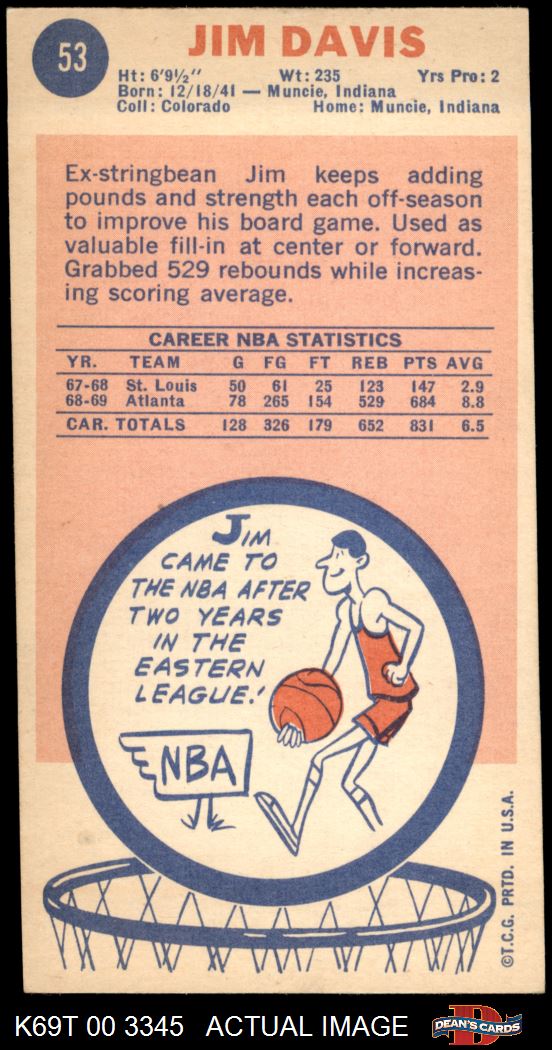 53
JIM DAVIS
Ht: 6'9½" Wt: 235 Yrs Pro: 2
Born: 12/18/41 — Muncie, Indiana
Coll: Colorado Home: Muncie, Indiana
Ex-stringbean Jim keeps adding
pounds and strength each off-season
to improve his board game. Used as
valuable fill-in at center or forward.
Grabbed 529 rebounds while increas-
ing scoring average.
CAREER NBA STATISTICS
YR. TEAM G FG FT REB PTS AVG
67-68 St. Louis 50 61 25 123 147 2.9
68-69 Atlanta 78 265 154 529 684 8.8
CAR. TOTALS 128 326 179 652 831 6.5
JIM
CAME TO
THE NBA AFTER
TWO YEARS
IN THE
EASTERN
LEAGUE.'
NBA
©T.C.G. PRTD. IN U.S.A.
K69T 00 3345 ACTUAL IMAGE
D
DEAN'S CARDS